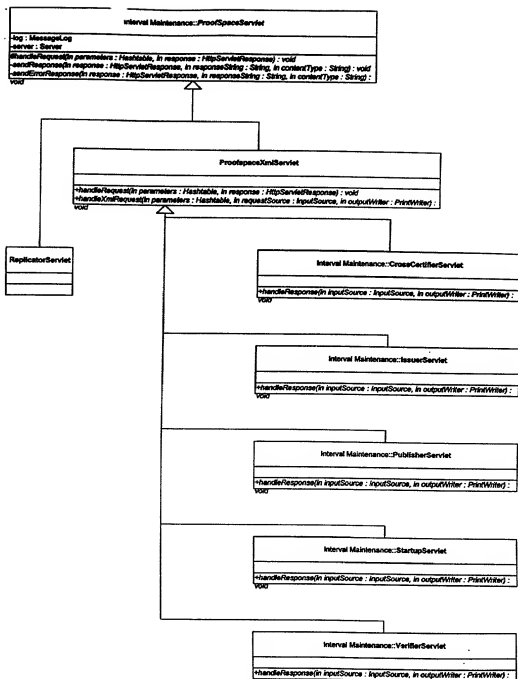 Interval Maintenance::ProofSpaceServlet
-log : MessageLog
-server : Server
#handleRequest(in parameters : Hashtable, in response : HttpServletResponse) : void
-sendResponse(in response : HttpServletResponse, in responseString : String, in contentType : String) : void
-sendErrorResponse(in response : HttpServletResponse, in responseString : String, in contentType : String) :
void
ProofspaceXmlServlet
+handleRequest(in parameters : Hashtable, in response : HttpServletResponse) : void
+handleXmlRequest(in parameters : Hashtable, in requestSource : InputSource, in outputWriter : PrintWriter) :
void
ReplicatorServlet
Interval Maintenance::CrossCertifierServlet
+handleResponse(in inputSource : InputSource, in outputWriter : PrintWriter) :
void
Interval Maintenance::IssuerServlet
+handleResponse(in inputSource : InputSource, in outputWriter : PrintWriter) :
void
Interval Maintenance::PublisherServlet
+handleResponse(in inputSource : InputSource, in outputWriter : PrintWriter) :
void
Interval Maintenance::StartupServlet
+handleResponse(in inputSource : InputSource, in outputWriter : PrintWriter) :
void
Interval Maintenance::VerifierServlet
+handleResponse(in inputSource : InputSource, in outputWriter : PrintWriter) :